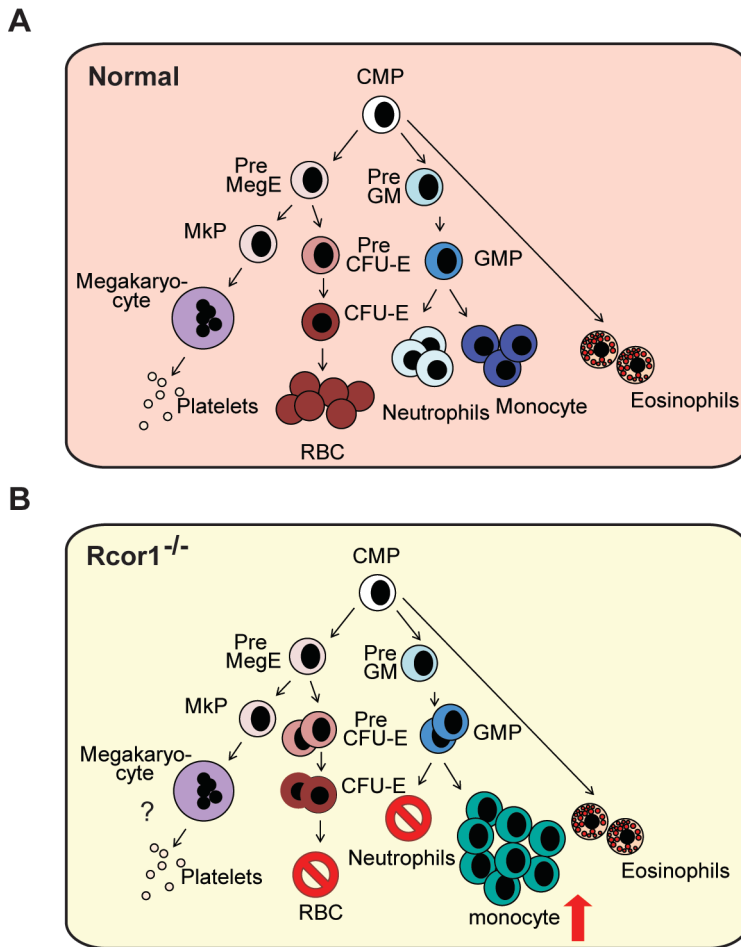 A
Normal
CMP
Pre
MegE
Pre
GM
MkP
Pre
CFU-E
GMP
Megakaryo-
cyte
CFU-E
Platelets
Neutrophils
Monocyte
Eosinophils
RBC
B
Rcor1-/-
CMP
Pre
MegE
Pre
GM
MkP
Pre
CFU-E
GMP
Megakaryo-
cyte
CFU-E
?
Neutrophils
Eosinophils
Platelets
RBC
monocyte